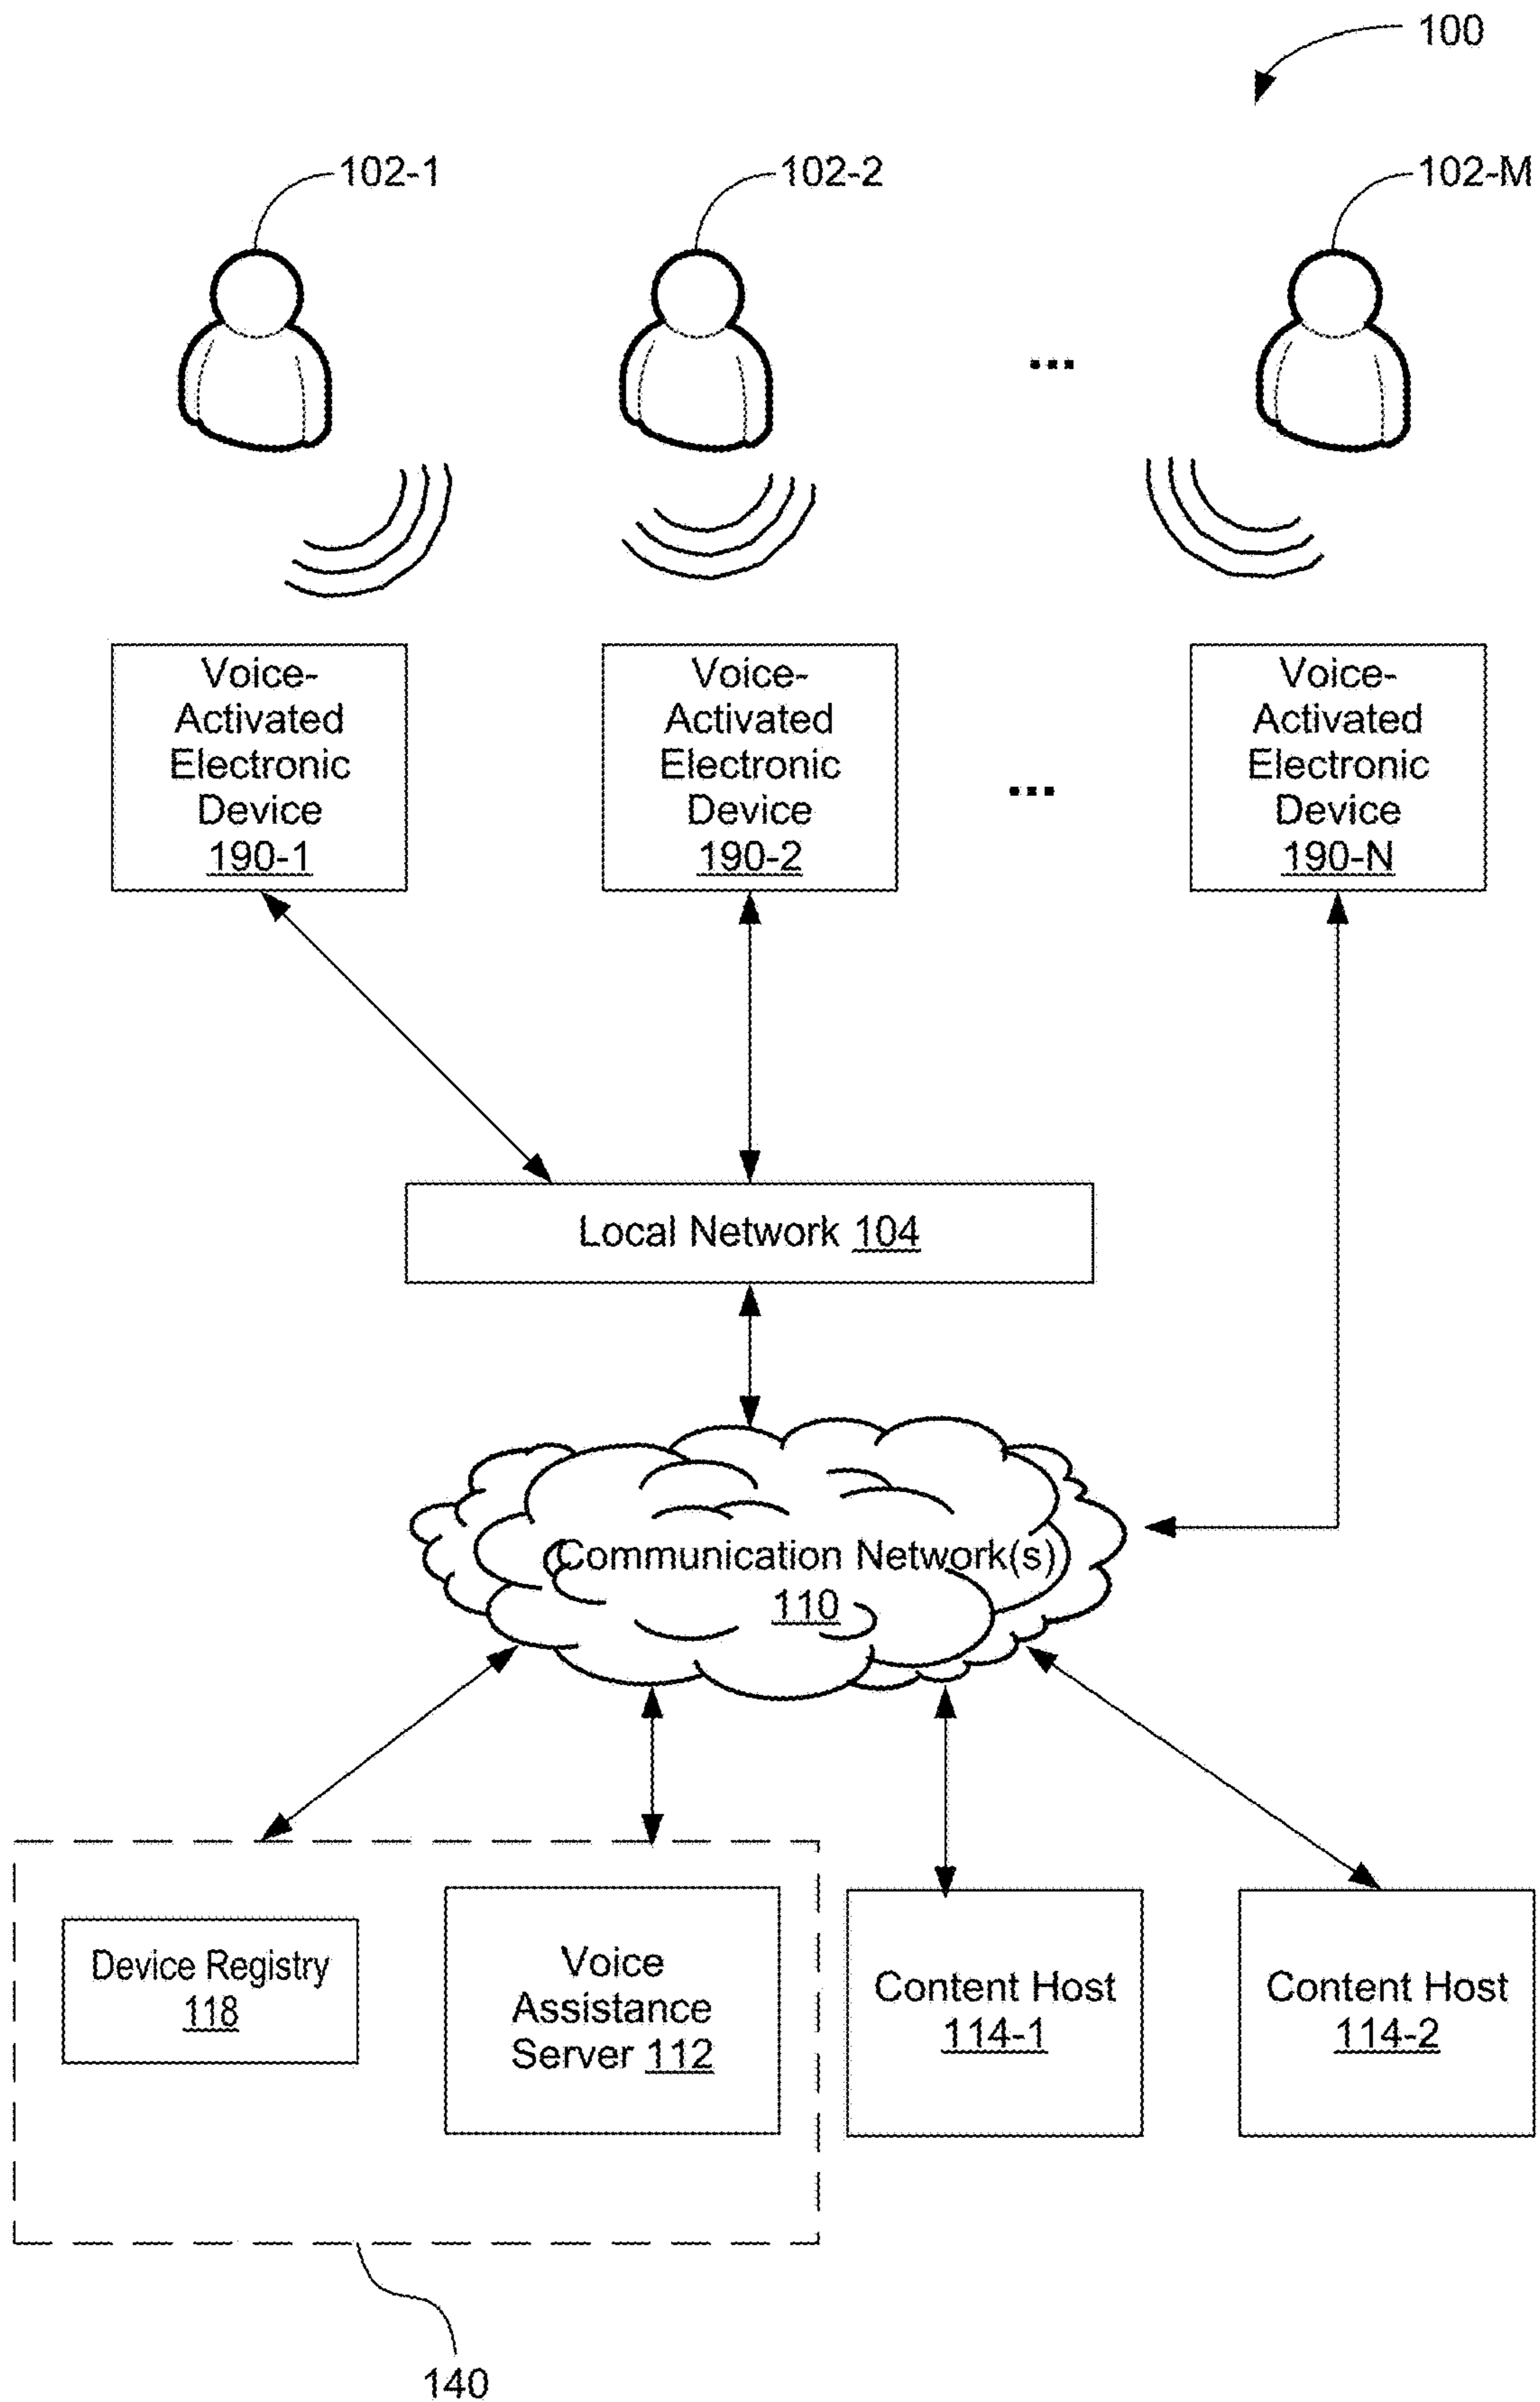 100
102-1
102-2
102-M
...
Voice-
Activated
Electronic
Device
190-1
Voice-
Activated
Electronic
Device
190-2
...
Voice-
Activated
Electronic
Device
190-N
Local Network 104
Communication Network(s)
110
Device Registry
118
Voice
Assistance
Server 112
Content Host
114-1
Content Host
114-2
140